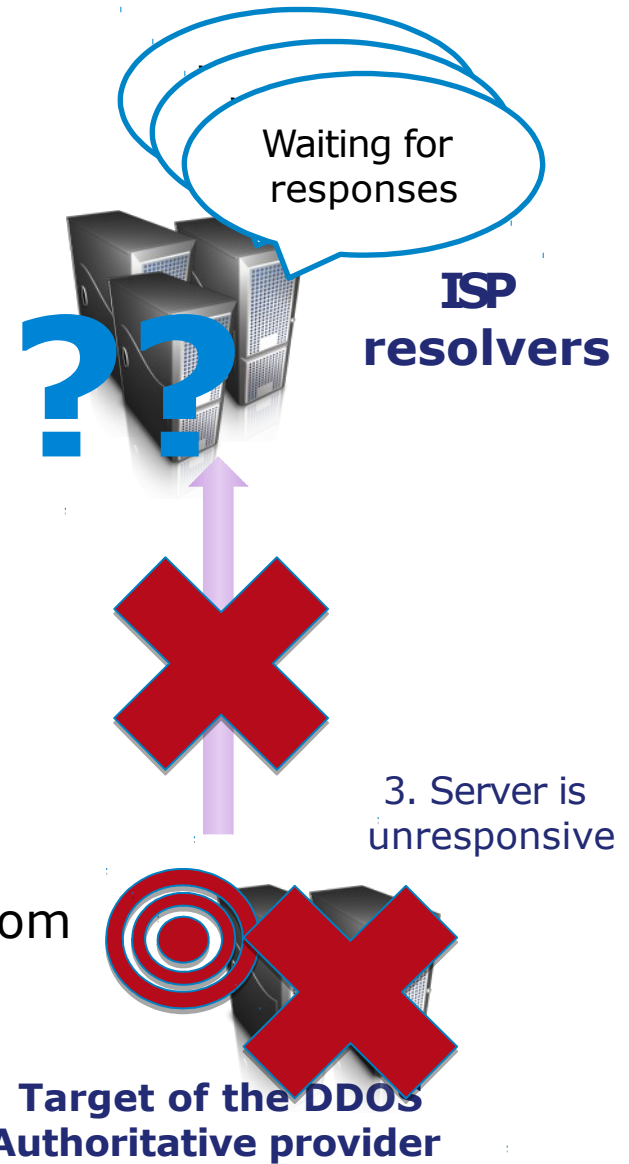 Waiting for
responses
ISP
resolvers
??
3. Server is
unresponsive
om
Target of the DDOS
Authoritative provider